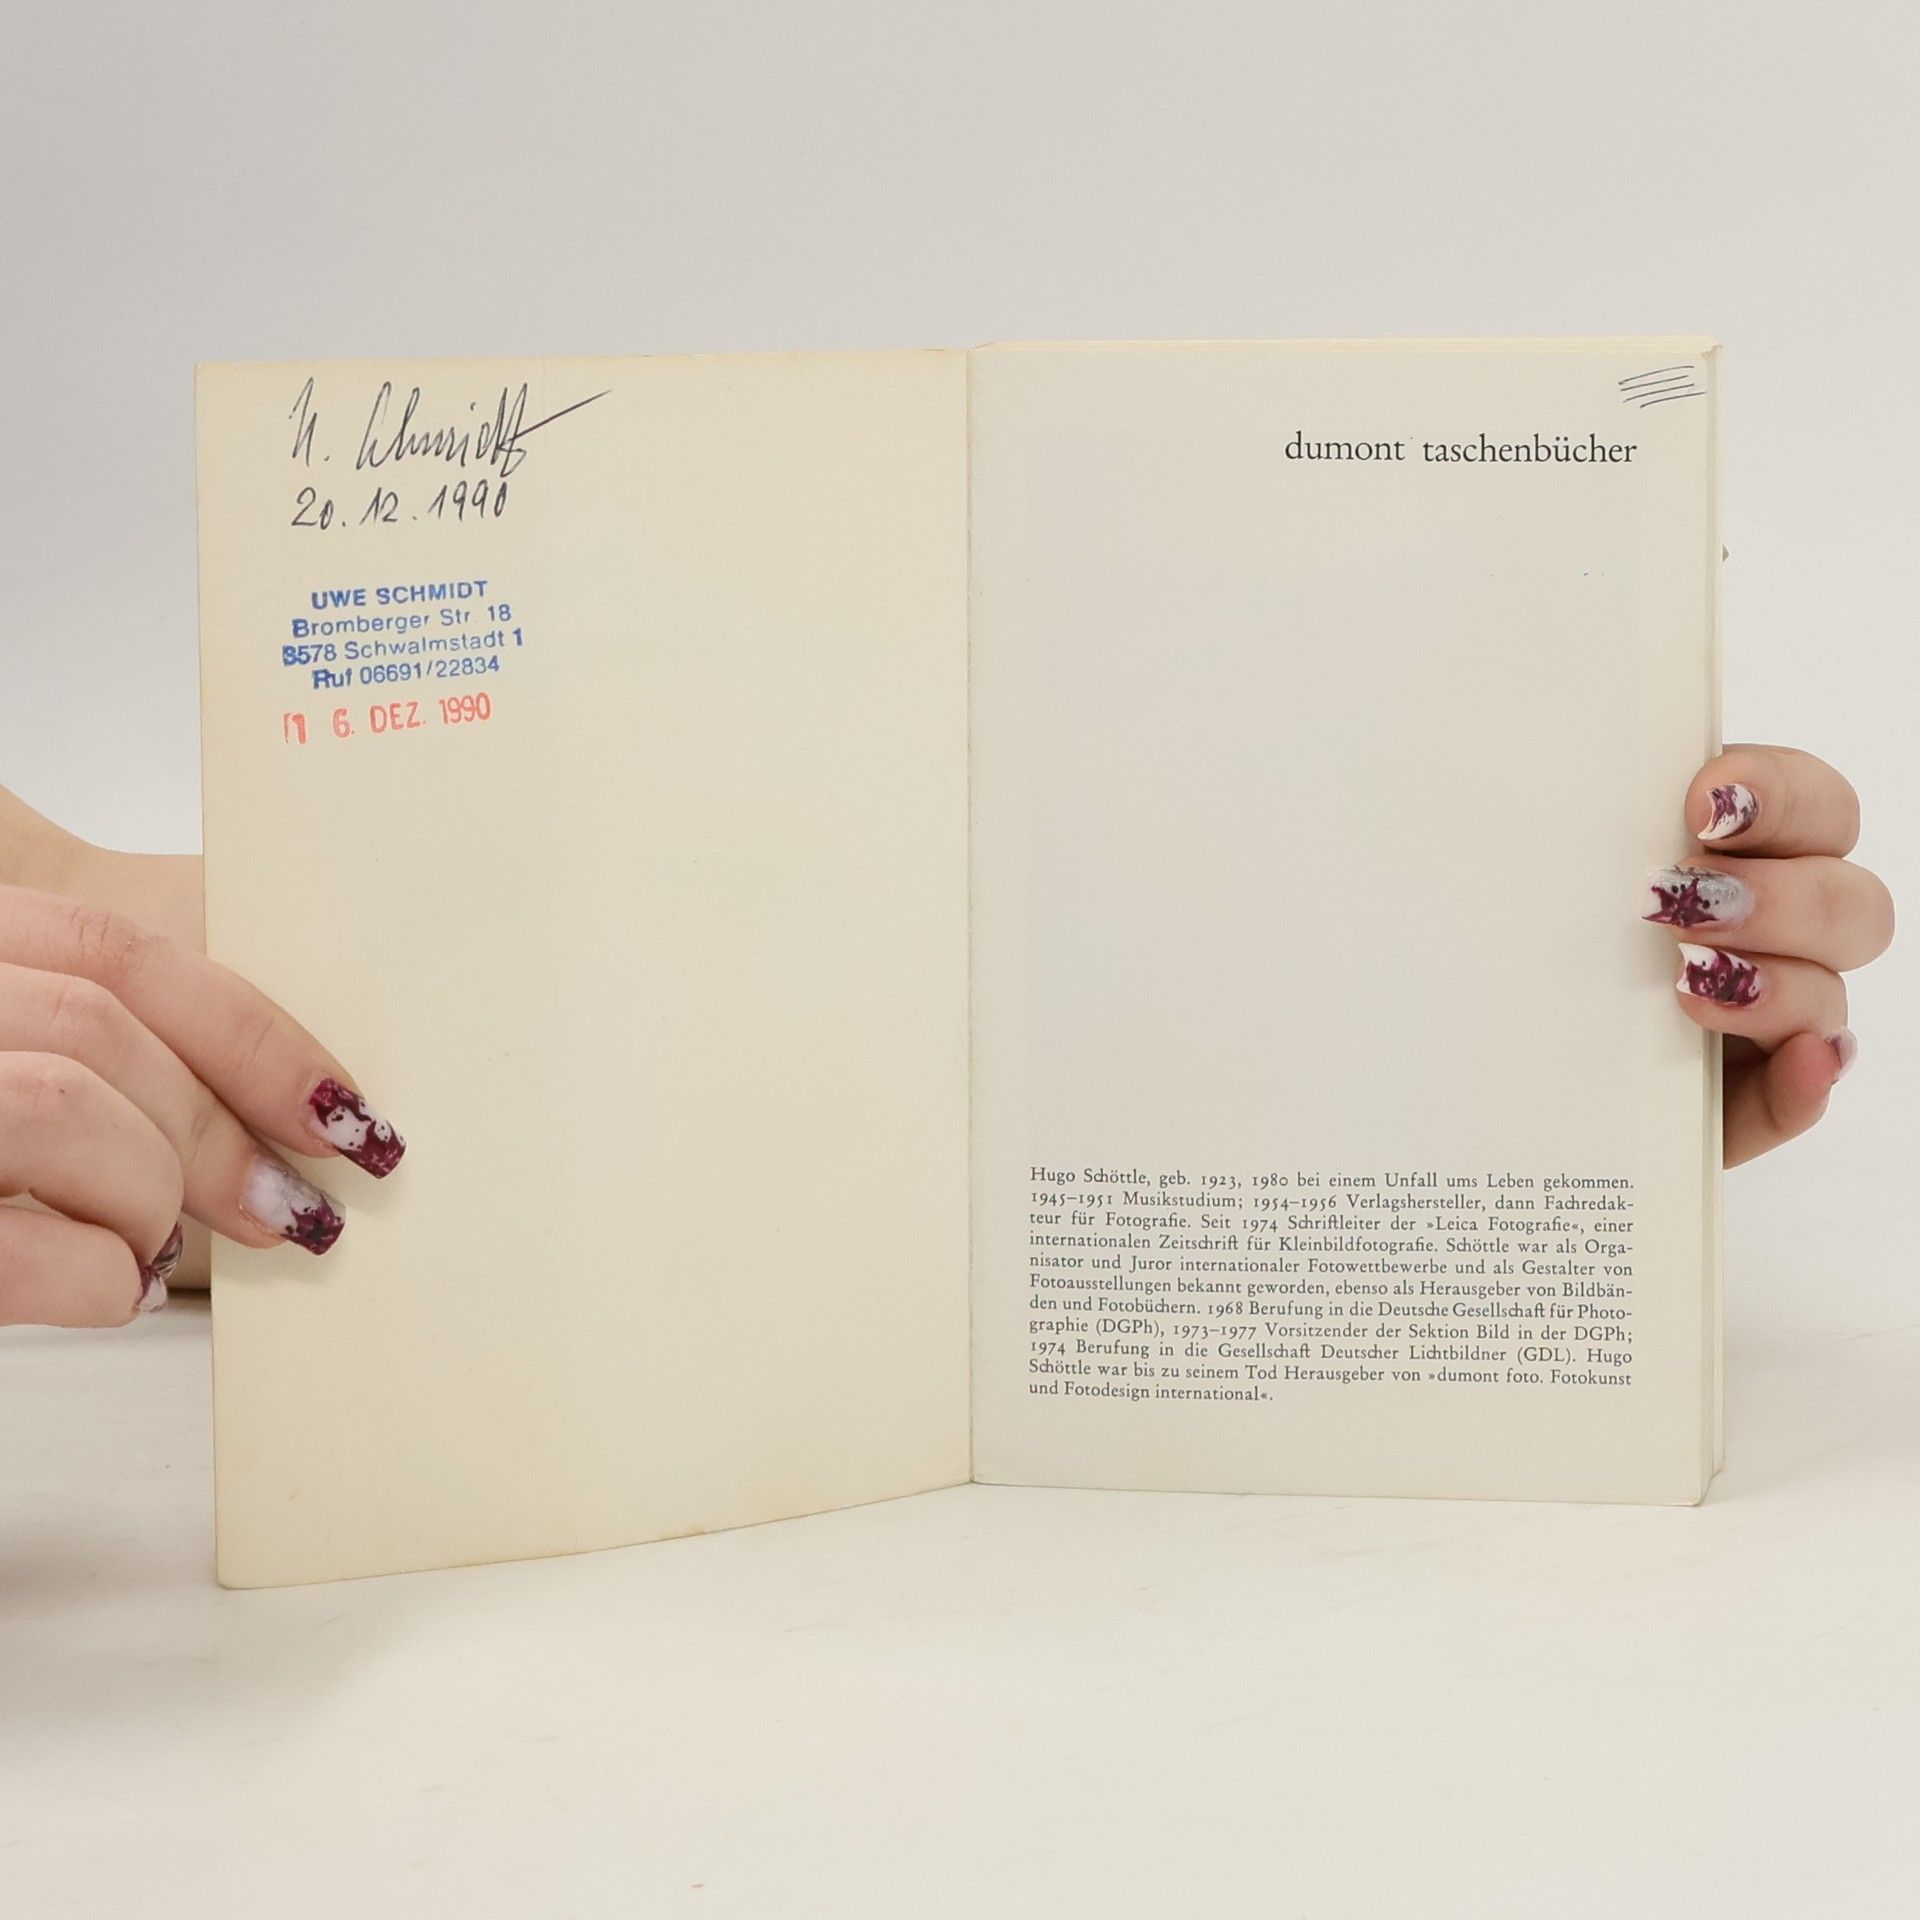 U. Schmidt
20.12.1990
UWE SCHMIDT
Bromberger Str. 18
3578 Schwalmstadt 1
Ruf 06691/22834
1 6. DEZ. 1990
dumont taschenbücher
Hugo Schöttle, geb. 1923, 1980 bei einem Unfall ums Leben gekommen.
1945–1951 Musikstudium; 1954–1956 Verlagshersteller, dann Fachredak-
teur für Fotografie. Seit 1974 Schriftleiter der »Leica Fotografie«, einer
internationalen Zeitschrift für Kleinbildfotografie. Schöttle war als Orga-
nisator und Juror internationaler Fotowettbewerbe und als Gestalter von
Fotoausstellungen bekannt geworden, ebenso als Herausgeber von Bildbän-
den und Fotobüchern. 1968 Berufung in die Deutsche Gesellschaft für Photo-
graphie (DGPh), 1973–1977 Vorsitzender der Sektion Bild in der DGPh;
1974 Berufung in die Gesellschaft Deutscher Lichtbildner (GDL). Hugo
Schöttle war bis zu seinem Tod Herausgeber von »dumont foto. Fotokunst
und Fotodesign international«.